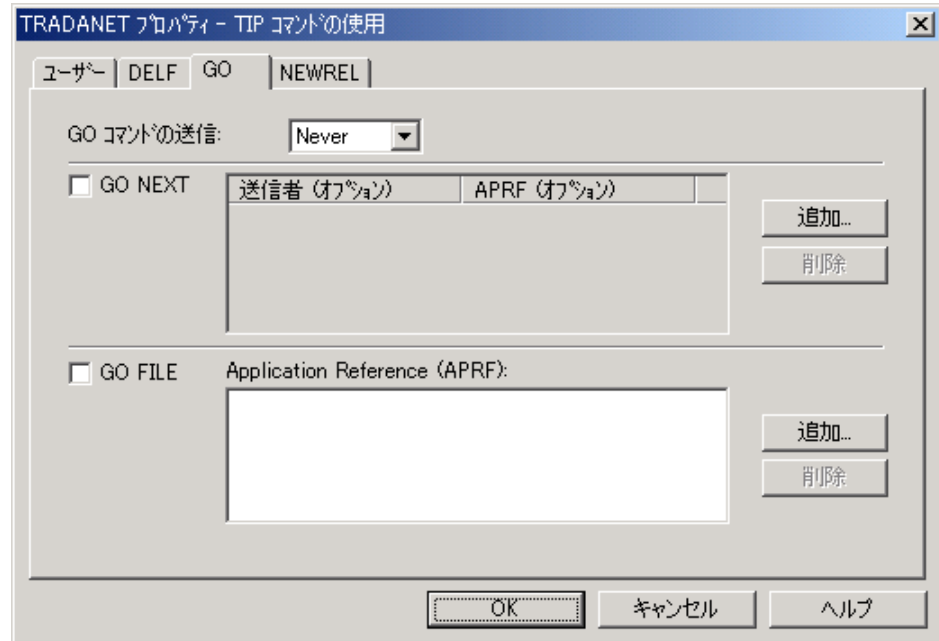 TRADANET プロパティ - TIP コマンドの使用
ユーザー DELF GO NEWREL
GO コマンドの送信: Never
GO NEXT 送信者 (オプション) APRF (オプション)
追加...
削除
GO FILE Application Reference (APRF):
追加...
削除
OK キャンセル ヘルプ